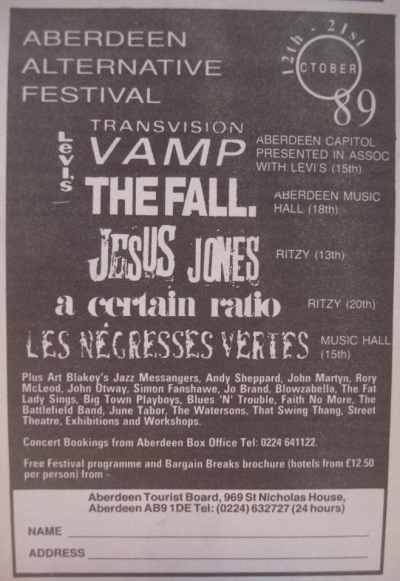 ABERDEEN
ALTERNATIVE
FESTIVAL
12th - 21st
OCTOBER
89
LEVI'S
TRANSVISION
VAMP
ABERDEEN CAPITOL
PRESENTED IN ASSOC
WITH LEVI'S (15th)
THE FALL.
ABERDEEN MUSIC
HALL (18th)
JESUS JONES
RITZY (13th)
a certain ratio
RITZY (20th)
LES NÉGRESSES VERTES
MUSIC HALL
(15th)
Plus Art Blakey's Jazz Messangers, Andy Sheppard, John Martyn, Rory
McLeod, John Otway, Simon Fanshawe, Jo Brand, Blowzabella, The Fat
Lady Sings, Big Town Playboys, Blues 'N' Trouble, Faith No More, The
Battlefield Band, June Tabor, The Watersons, That Swing Thang, Street
Theatre, Exhibitions and Workshops.
Concert Bookings from Aberdeen Box Office Tel: 0224 641122.
Free Festival programme and Bargain Breaks brochure (hotels from £12.50
per person) from -
Aberdeen Tourist Board, 969 St Nicholas House,
Aberdeen AB9 1DE Tel: (0224) 632727 (24 hours)
NAME
ADDRESS